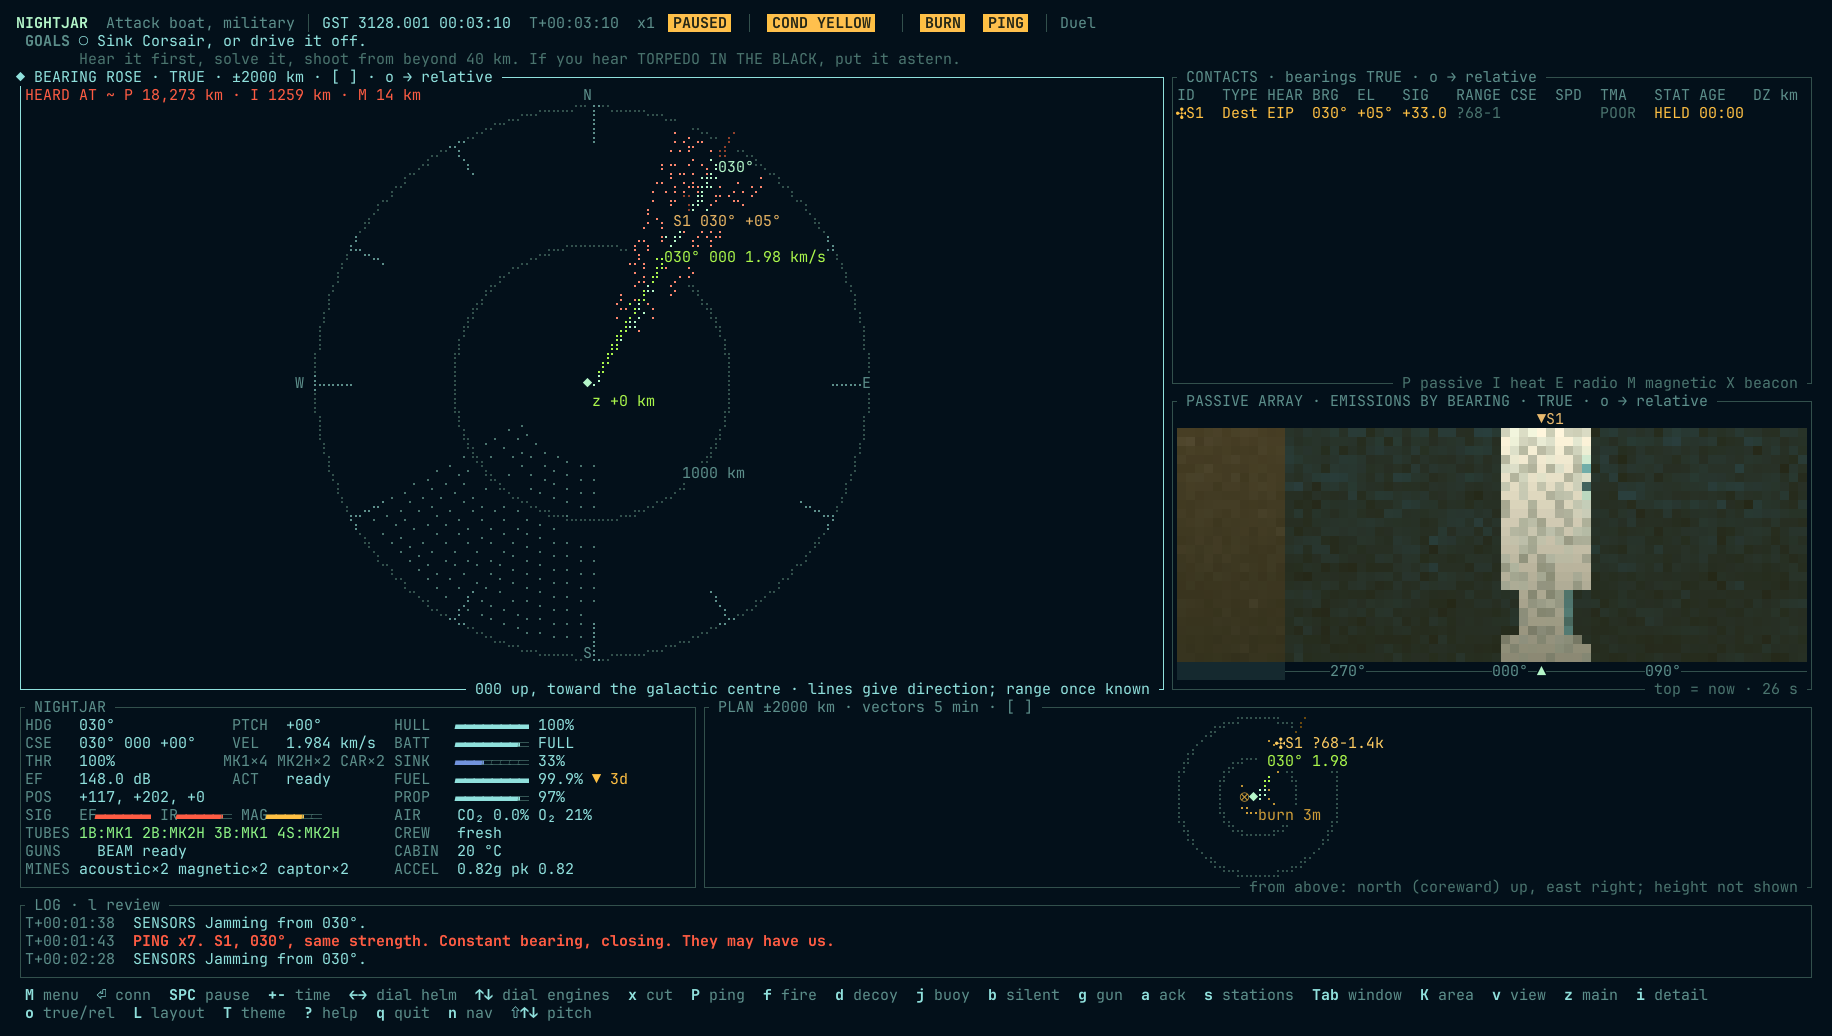 NIGHTJAR Attack boat, military GST 3128.001 00:03:10 T+00:03:10 x1 PAUSED COND YELLOW BURN PING Duel
GOALS ○ Sink Corsair, or drive it off.
Hear it first, solve it, shoot from beyond 40 km. If you hear TORPEDO IN THE BLACK, put it astern.
◆ BEARING ROSE · TRUE · ±2000 km · [ ] · o → relative
HEARD AT ~ P 18,273 km · I 1259 km · M 14 km
N
030°
S1 030° +05°
030° 000 1.98 km/s
W
E
z +0 km
1000 km
S
000 up, toward the galactic centre · lines give direction; range once known
CONTACTS · bearings TRUE · o → relative
ID TYPE HEAR BRG EL SIG RANGE CSE SPD TMA STAT AGE DZ km
✣S1 Dest EIP 030° +05° +33.0 ?68-1 POOR HELD 00:00
P passive I heat E radio M magnetic X beacon
PASSIVE ARRAY · EMISSIONS BY BEARING · TRUE · o → relative
▼S1
270° 000° ▲ 090°
top = now · 26 s
NIGHTJAR
HDG 030° PTCH +00° HULL 100%
CSE 030° 000 +00° VEL 1.984 km/s BATT FULL
THR 100% MK1×4 MK2H×2 CAR×2 SINK 33%
EF 148.0 dB ACT ready FUEL 99.9% ▼ 3d
POS +117, +202, +0 PROP 97%
SIG EF IR MAG AIR CO₂ 0.0% O₂ 21%
TUBES 1B:MK1 2B:MK2H 3B:MK1 4S:MK2H CREW fresh
GUNS BEAM ready CABIN 20 °C
MINES acoustic×2 magnetic×2 captor×2 ACCEL 0.82g pk 0.82
PLAN ±2000 km · vectors 5 min · [ ]
✣S1 ?68-1.4k
030° 1.98
burn 3m
from above: north (coreward) up, east right; height not shown
LOG · l review
T+00:01:38 SENSORS Jamming from 030°.
T+00:01:43 PING x7. S1, 030°, same strength. Constant bearing, closing. They may have us.
T+00:02:28 SENSORS Jamming from 030°.
M menu ⏎ conn SPC pause +- time ↔ dial helm ↑↓ dial engines x cut P ping f fire d decoy j buoy b silent g gun a ack s stations Tab window K area v view z main i detail
o true/rel L layout T theme ? help q quit n nav ⇧↑↓ pitch